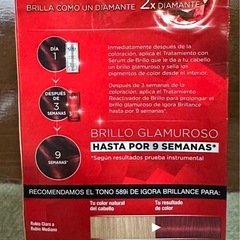 BRILLA COMO UN DIAMANTE 2x DIAMANTE
DÍA
1
Inmediatamente después de la
coloración, aplica el Tratamiento con
Serum de Brillo que le da a tu cabello
un brillo glamuroso y sella los
pigmentos de color desde el interior.
DESPUÉS
DE
3
SEMANAS
Después de 3 semanas de la
coloración, aplica el Tratamiento
Reactivador de Brillo para prolongar el
brillo glamuroso de Igora Brillance
hasta por 9 semanas*.
9
SEMANAS*
BRILLO GLAMUROSO
HASTA POR 9 SEMANAS*
*Según resultados prueba instrumental
RECOMENDAMOS EL TONO 589i DE IGORA BRILLANCE PARA:
Tu color natural
del cabello
Tu resultado
de color
Rubio Claro a
Rubio Mediano